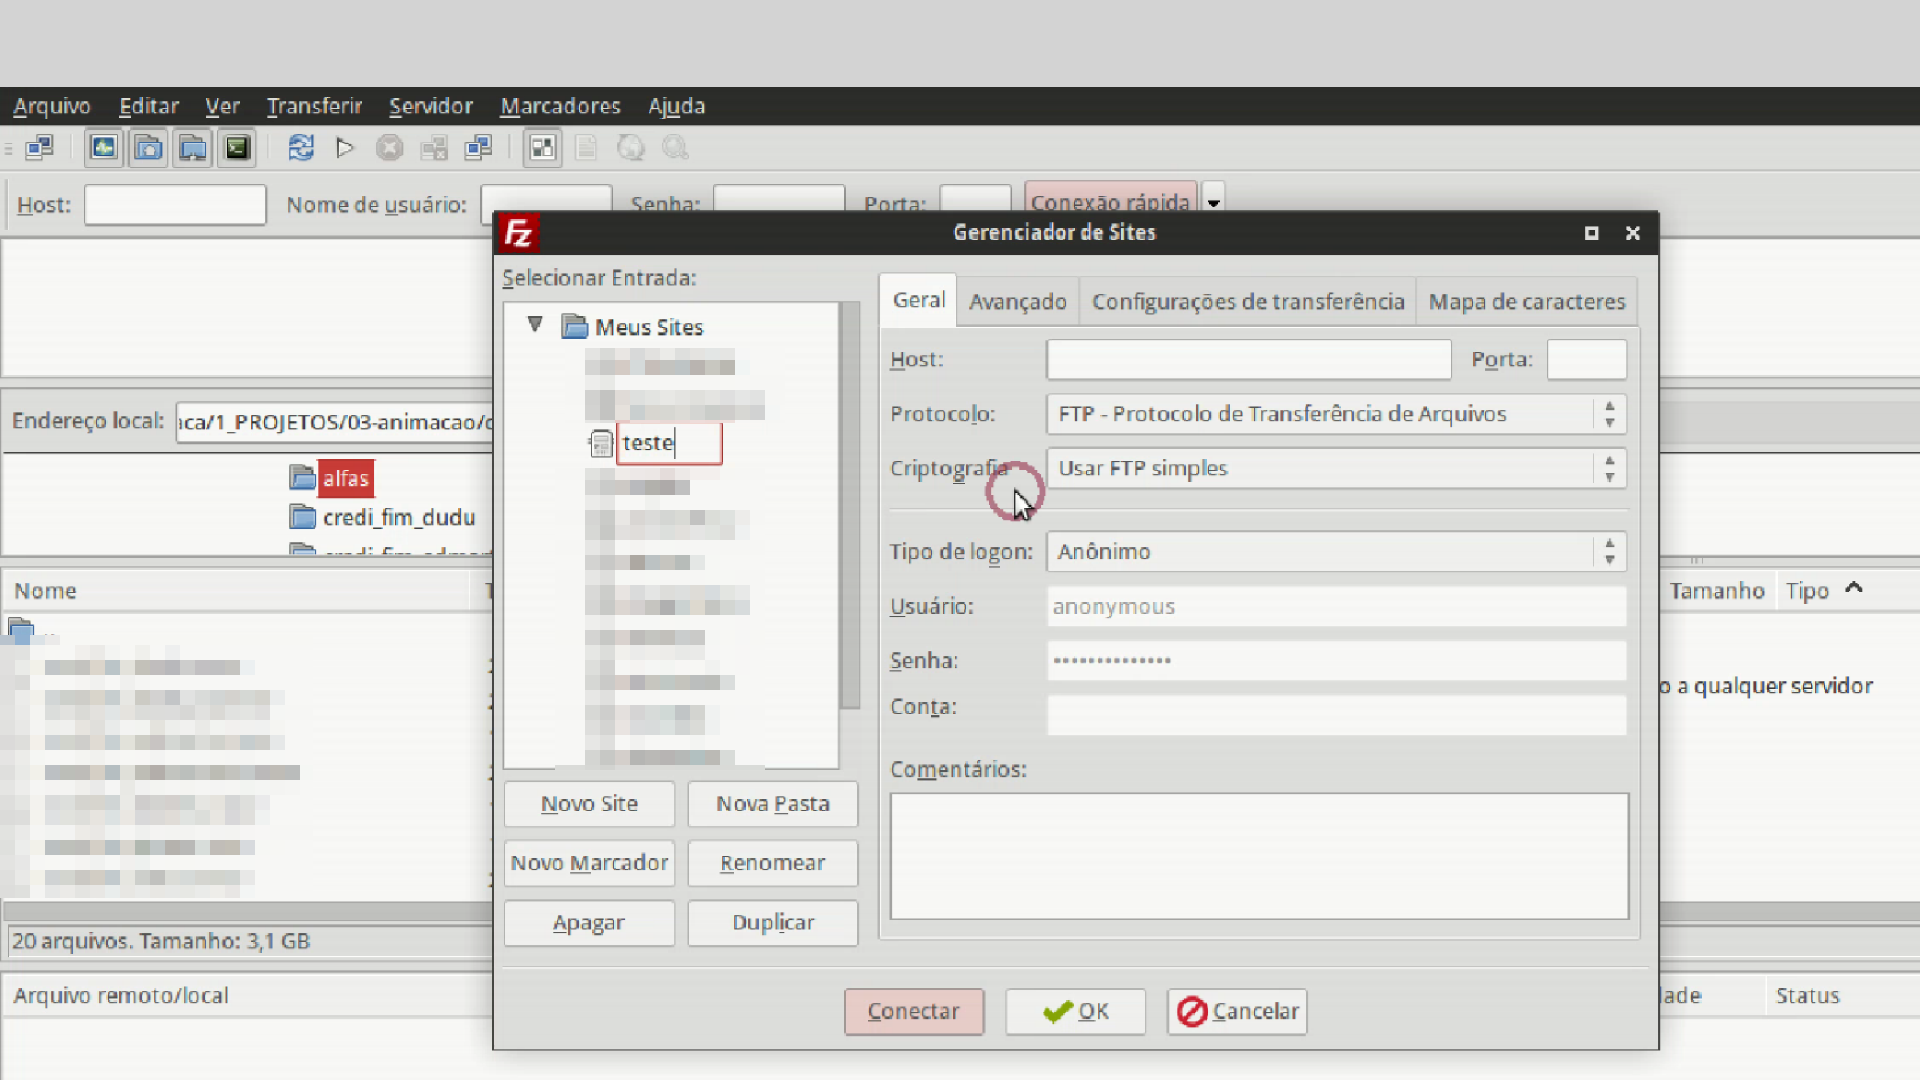 Arquivo Editar Ver Transferir Servidor Marcadores Ajuda
Host: Nome de usuário: Senha: Porta: Conexão rápida
Fz Gerenciador de Sites
Selecionar Entrada:
Meus Sites
teste
Novo Site Nova Pasta
Novo Marcador Renomear
Apagar Duplicar
Geral Avançado Configurações de transferência Mapa de caracteres
Host: Porta:
Protocolo: FTP - Protocolo de Transferência de Arquivos
Criptografia Usar FTP simples
Tipo de logon: Anônimo
Usuário: anonymous
Senha: ••••••••••••••
Conta:
Comentários:
Conectar OK Cancelar
Endereço local: aca/1_PROJETOS/03-animacao/c
alfas
credi_fim_dudu
Nome
Tamanho Tipo
o a qualquer servidor
20 arquivos. Tamanho: 3,1 GB
Arquivo remoto/local
dade Status